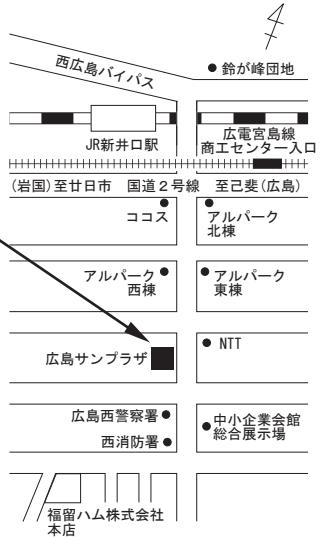 西広島バイパス
鈴が峰団地
JR新井口駅
広電宮島線
商工センター入口
(岩国)至廿日市 国道2号線 至己斐(広島)
ココス
アルパーク
北棟
アルパーク
西棟
アルパーク
東棟
広島サンプラザ
NTT
広島西警察署
西消防署
中小企業会館
総合展示場
福留ハム株式会社
本店